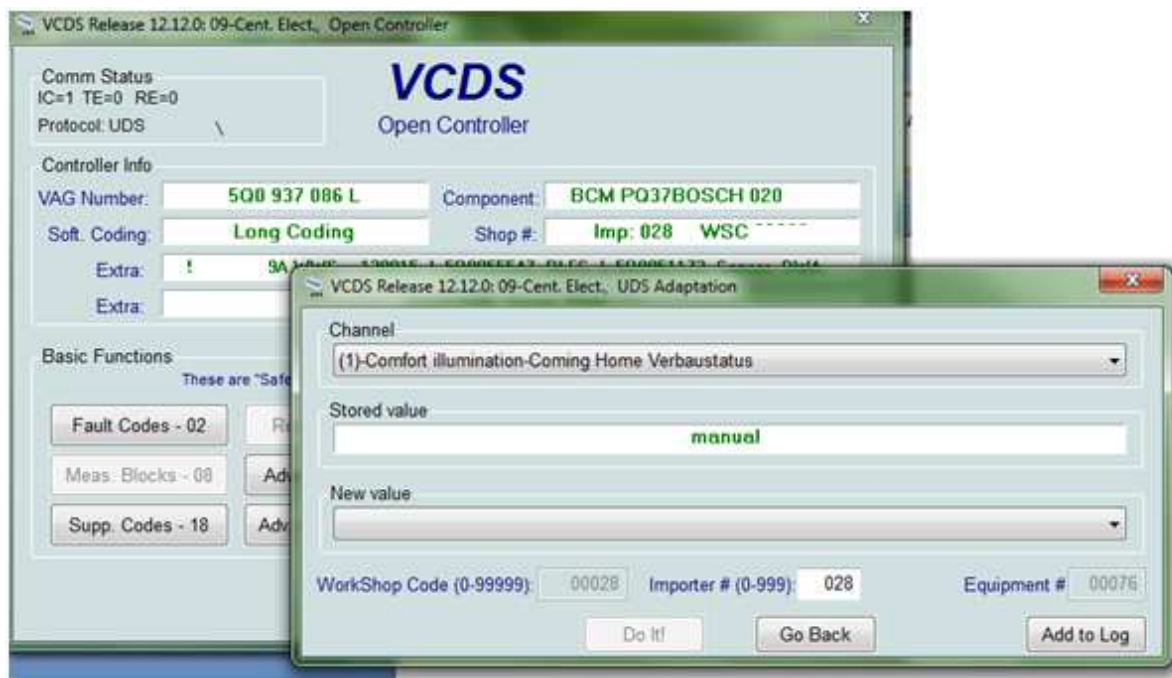 VCDS Release 12.12.0: 09-Cent. Elect., Open Controller
Comm Status
IC=1 TE=0 RE=0
Protocol: UDS \
VCDS
Open Controller
Controller Info
VAG Number: 5Q0 937 086 L Component: BCM PQ37BOSCH 020
Soft. Coding: Long Coding Shop #: Imp: 028 WSC
Extra:
Extra:
Basic Functions
These are "Safe
Fault Codes - 02
Meas. Blocks - 08 Adv
Supp. Codes - 18 Adv
VCDS Release 12.12.0: 09-Cent. Elect., UDS Adaptation
Channel
(1)-Comfort illumination-Coming Home Verbaustatus
Stored value
manual
New value
WorkShop Code (0-99999): 00028 Importer # (0-999): 028 Equipment # 00076
Do It! Go Back Add to Log